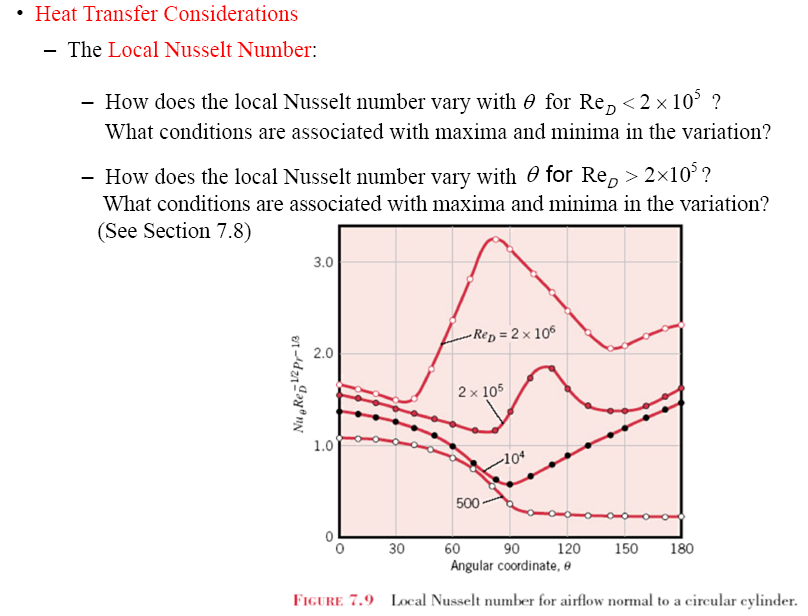 • Heat Transfer Considerations
– The Local Nusselt Number:
– How does the local Nusselt number vary with θ for Re_D < 2 × 10^5 ?
What conditions are associated with maxima and minima in the variation?
– How does the local Nusselt number vary with θ for Re_D > 2×10^5 ?
What conditions are associated with maxima and minima in the variation?
(See Section 7.8)
3.0
2.0
1.0
0
Nu_θ Re_D^-1/2 Pr^-1/3
Re_D = 2 × 10^6
2 × 10^5
10^4
500
0 30 60 90 120 150 180
Angular coordinate, θ
FIGURE 7.9 Local Nusselt number for airflow normal to a circular cylinder.